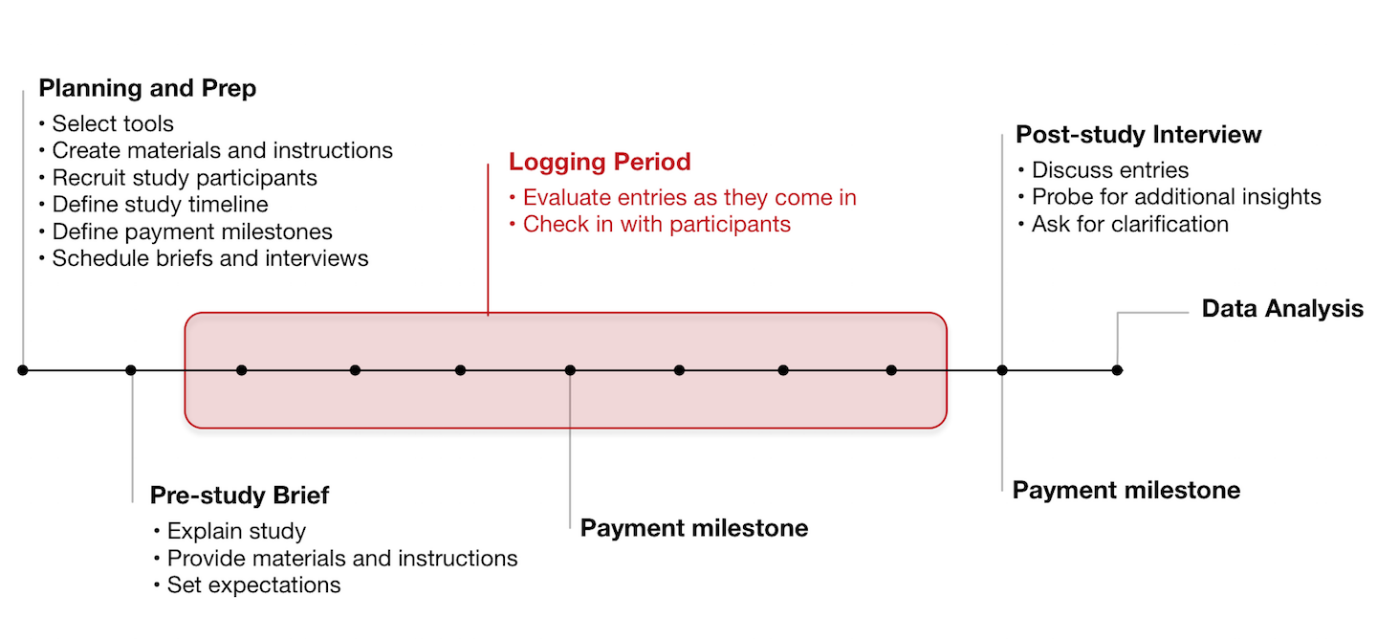 Planning and Prep
• Select tools
• Create materials and instructions
• Recruit study participants
• Define study timeline
• Define payment milestones
• Schedule briefs and interviews
Logging Period
• Evaluate entries as they come in
• Check in with participants
Post-study Interview
• Discuss entries
• Probe for additional insights
• Ask for clarification
Data Analysis
Pre-study Brief
• Explain study
• Provide materials and instructions
• Set expectations
Payment milestone
Payment milestone